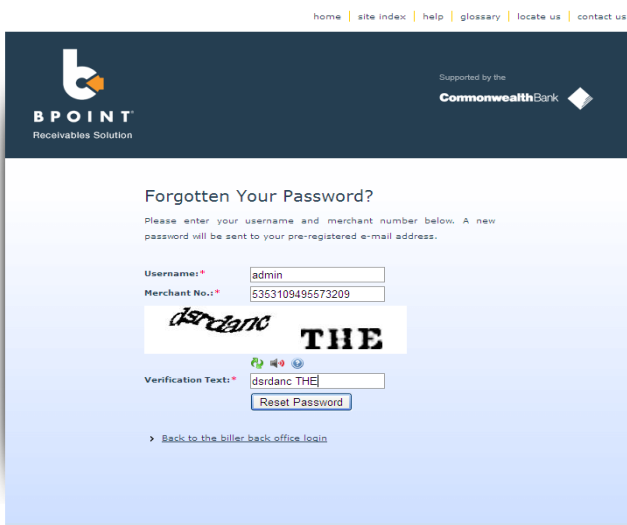 home | site index | help | glossary | locate us | contact us
BPOINT
Receivables Solution
Supported by the
CommonwealthBank
Forgotten Your Password?
Please enter your username and merchant number below. A new
password will be sent to your pre-registered e-mail address.
Username:* admin
Merchant No.:* 5353109495573209
dsrdanc THE
Verification Text:* dsrdanc THE
Reset Password
› Back to the biller back office login